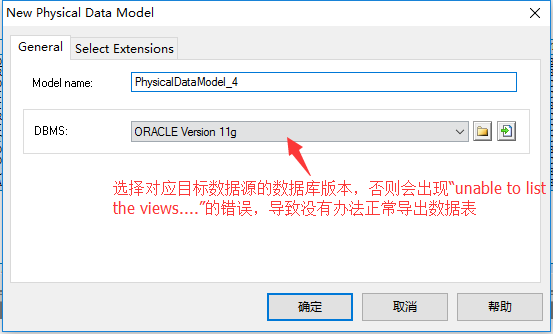 New Physical Data Model
General
Select Extensions
Model name:
PhysicalDataModel_4
DBMS:
ORACLE Version 11g
选择对应目标数据源的数据库版本，否则会出现“unable to list
the views....”的错误，导致没有办法正常导出数据表
确定
取消
帮助